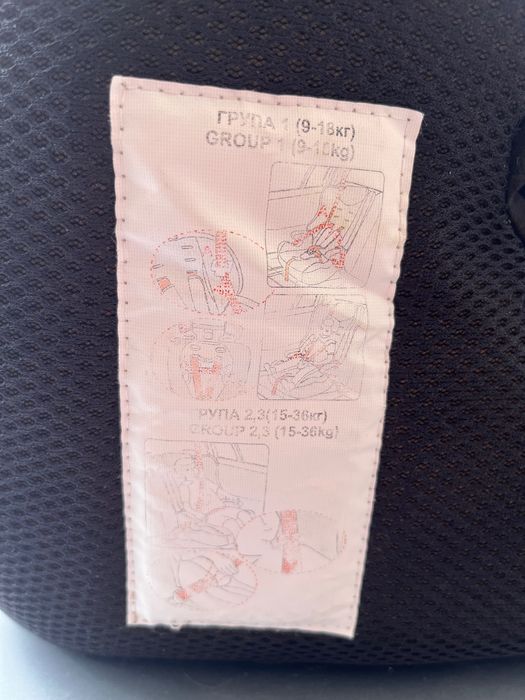 ГРУПА 1 (9-18кг)
GROUP 1 (9-18kg)
РУПА 2,3(15-36кг)
GROUP 2,3 (15-36kg)